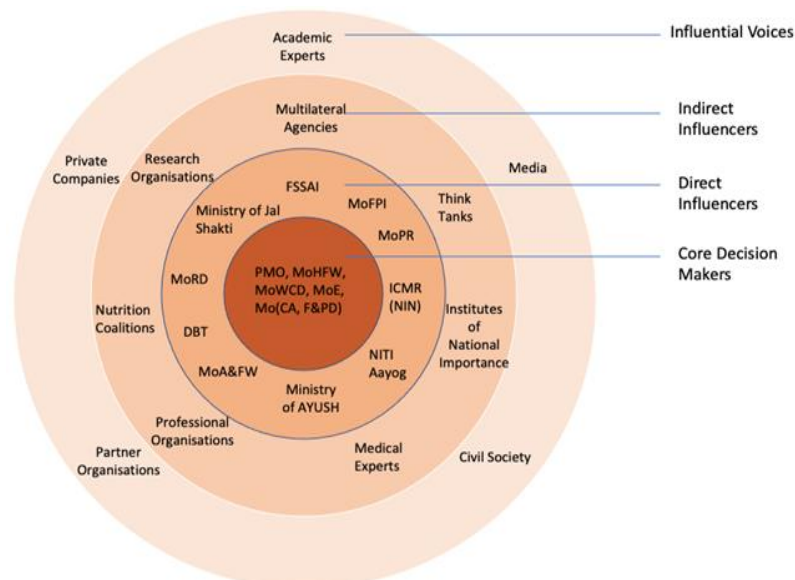 Academic
Experts
Influential Voices
Multilateral
Agencies
Indirect
Influencers
Private
Companies
Research
Organisations
Media
FSSAI
Direct
Influencers
MoFPI
Think
Tanks
Ministry of Jal
Shakti
MoPR
Core Decision
Makers
PMO, MoHFW,
MoWCD, MoE,
Mo(CA, F&PD)
MoRD
ICMR
(NIN)
Nutrition
Coalitions
Institutes
of
National
Importance
DBT
NITI
Aayog
MoA&FW
Ministry
of AYUSH
Professional
Organisations
Partner
Organisations
Medical
Experts
Civil Society